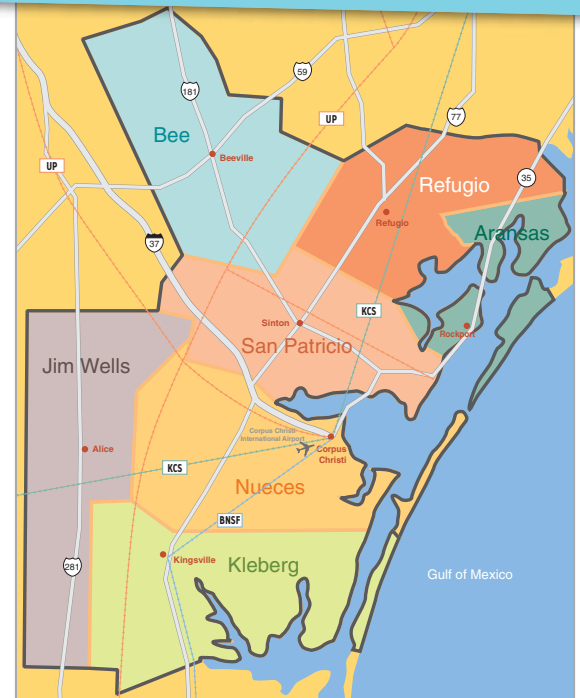 181
59
UP
77
Bee
Beeville
UP
35
Refugio
Refugio
Aransas
37
KCS
Sinton
Rockport
San Patricio
Jim Wells
Corpus Christi
International Airport
Corpus
Christi
Alice
KCS
Nueces
BNSF
Kingsville
Kleberg
281
Gulf of Mexico